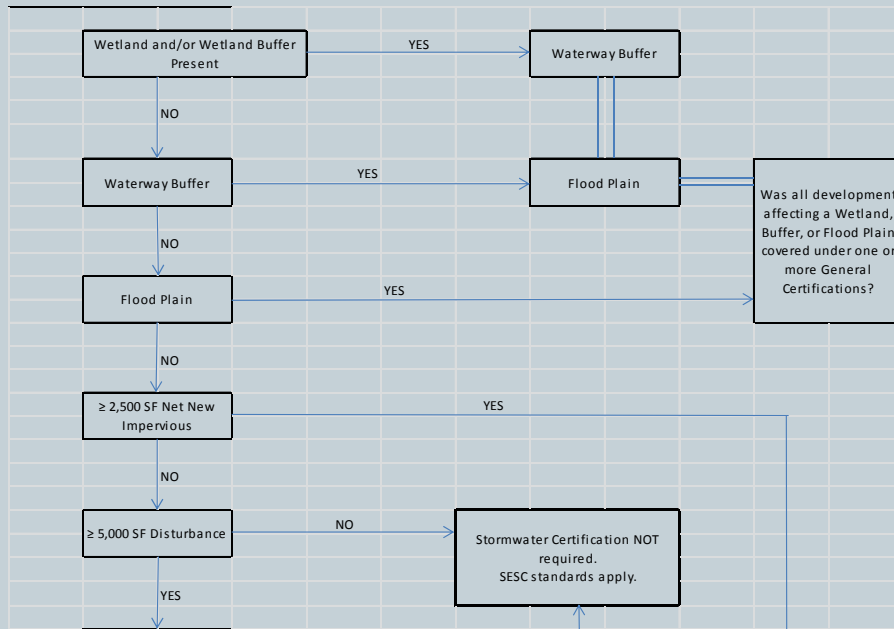 Wetland and/or Wetland Buffer
Present
YES
Waterway Buffer
NO
Waterway Buffer
YES
Flood Plain
Was all development
affecting a Wetland,
Buffer, or Flood Plain
covered under one or
more General
Certifications?
NO
Flood Plain
YES
NO
≥ 2,500 SF Net New
Impervious
YES
NO
≥ 5,000 SF Disturbance
NO
Stormwater Certification NOT
required.
SESC standards apply.
YES